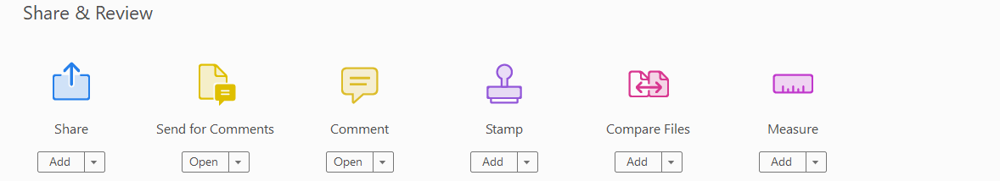 Share & Review
Share Send for Comments Comment Stamp Compare Files Measure
Add Open Open Add Add Add